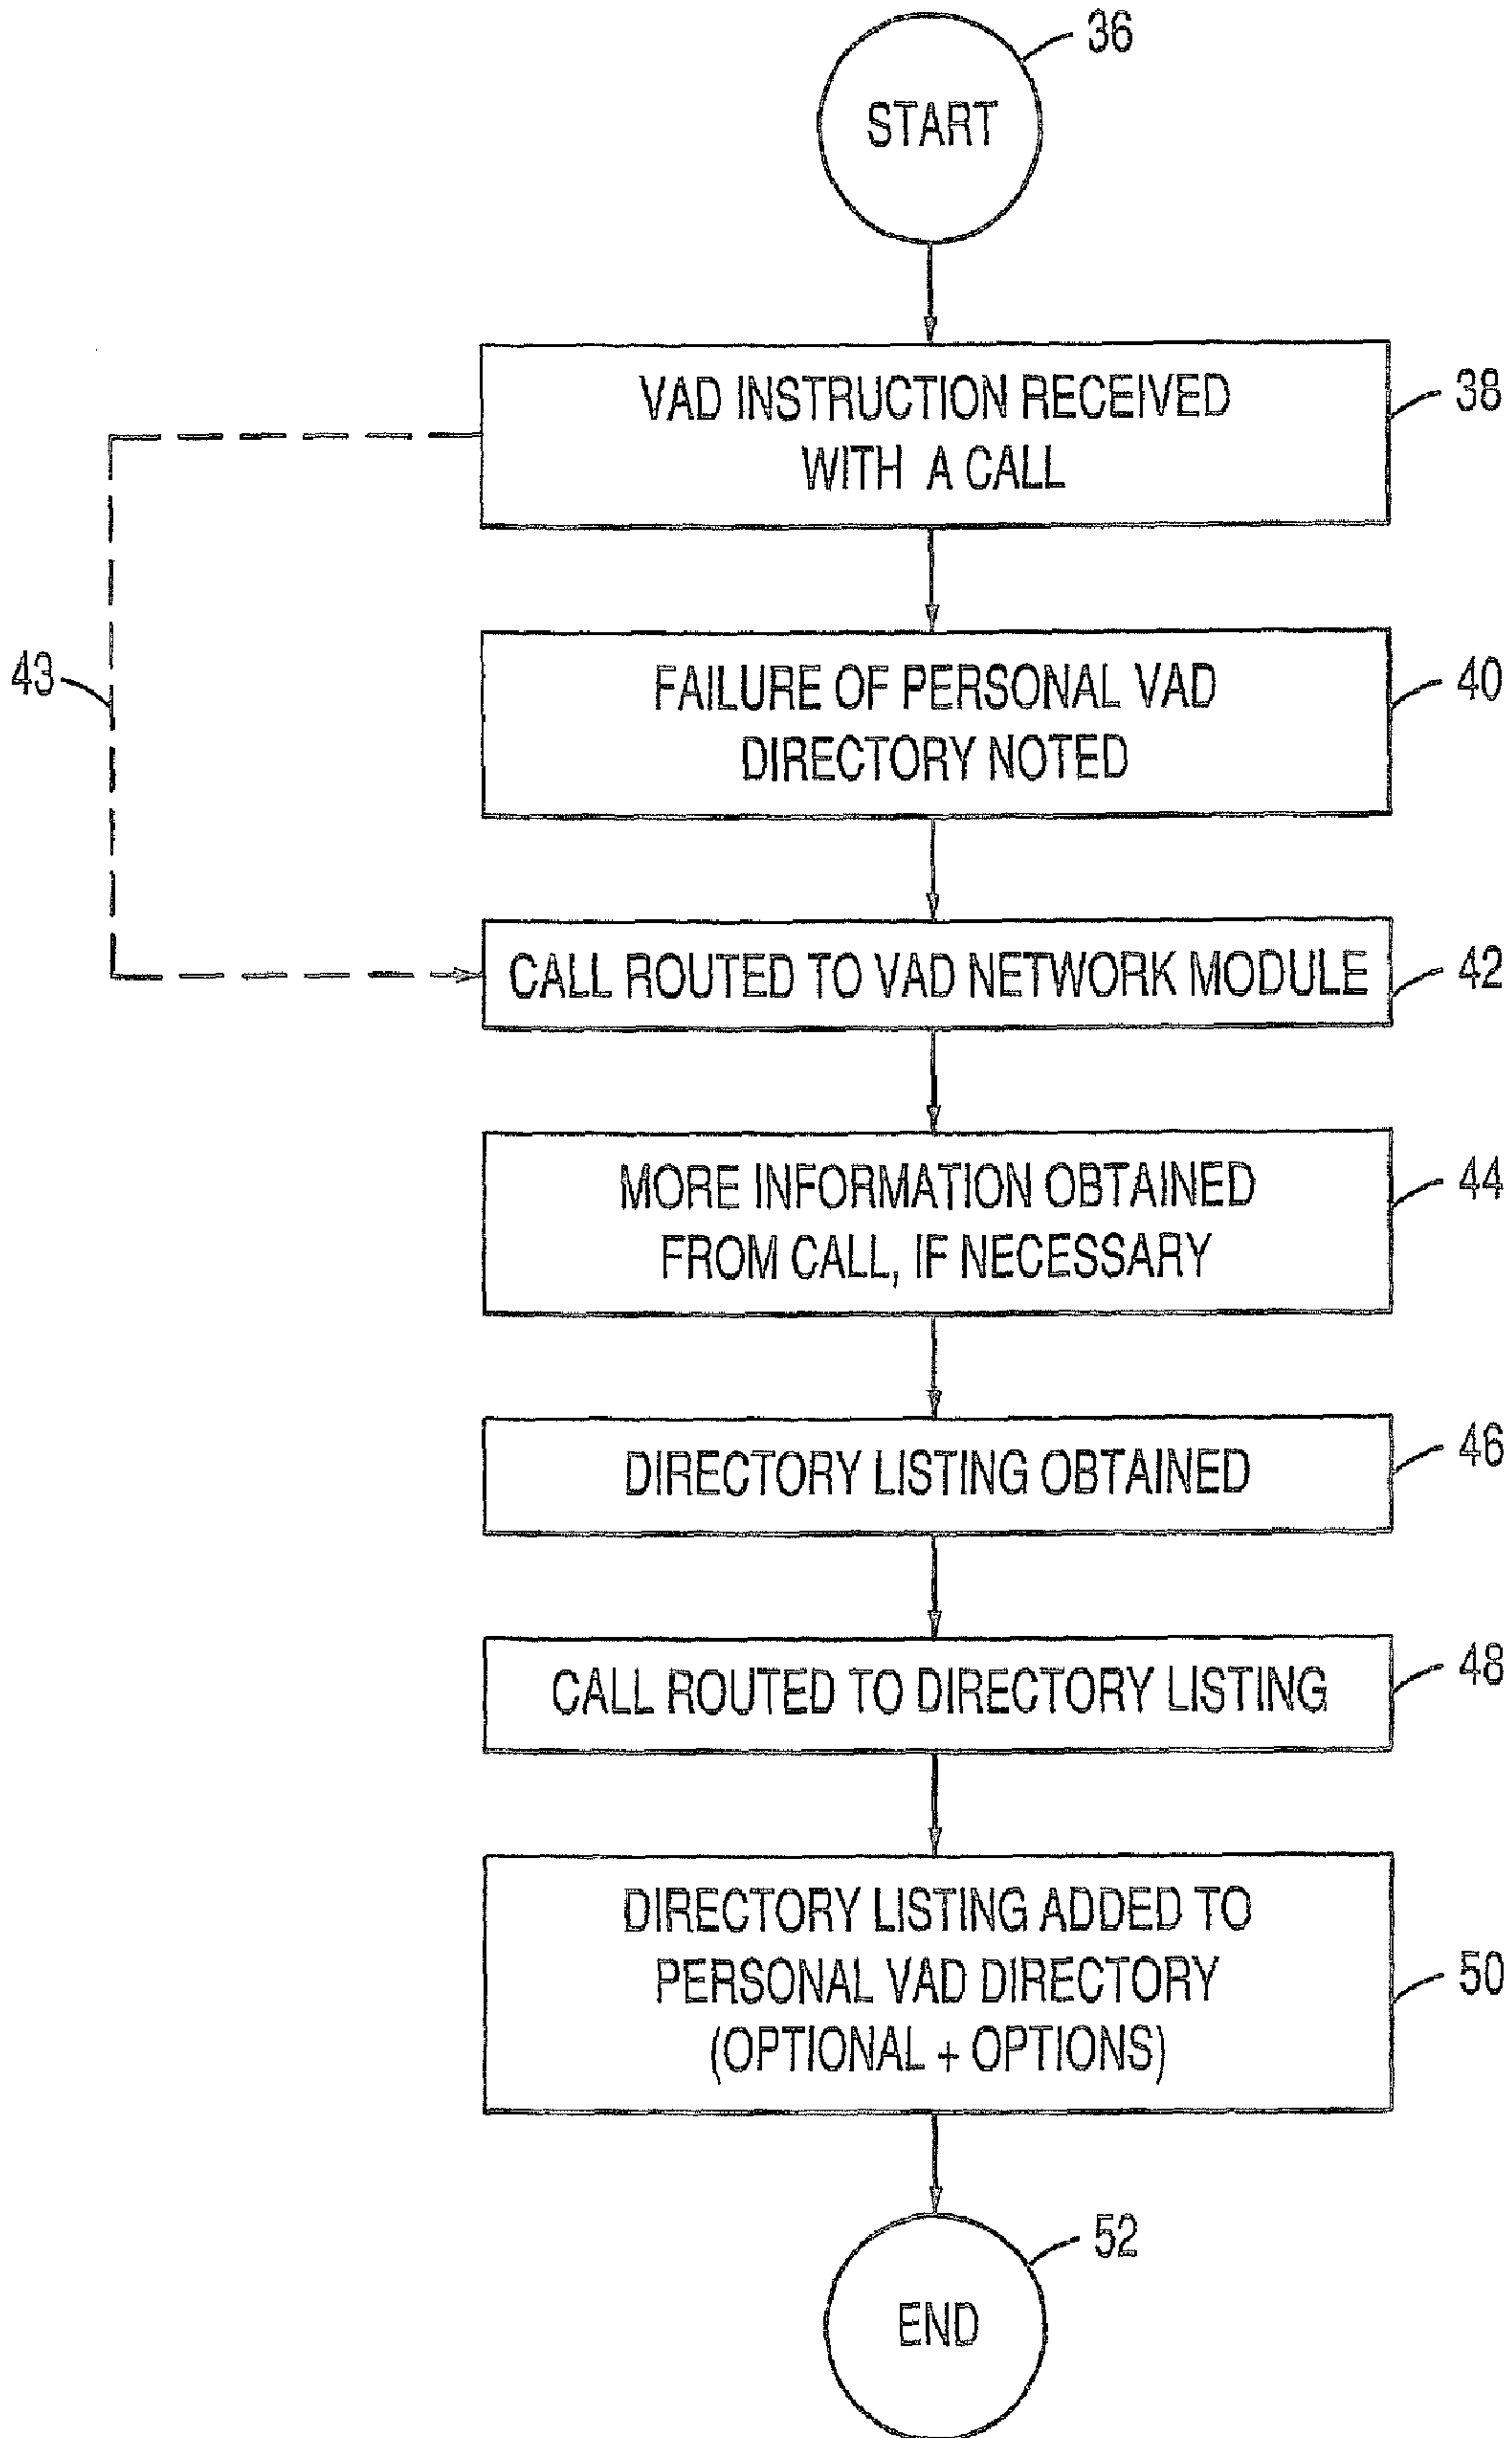 36
START
VAD INSTRUCTION RECEIVED
WITH A CALL
38
FAILURE OF PERSONAL VAD
DIRECTORY NOTED
40
43
CALL ROUTED TO VAD NETWORK MODULE
42
MORE INFORMATION OBTAINED
FROM CALL, IF NECESSARY
44
DIRECTORY LISTING OBTAINED
46
CALL ROUTED TO DIRECTORY LISTING
48
DIRECTORY LISTING ADDED TO
PERSONAL VAD DIRECTORY
(OPTIONAL + OPTIONS)
50
52
END